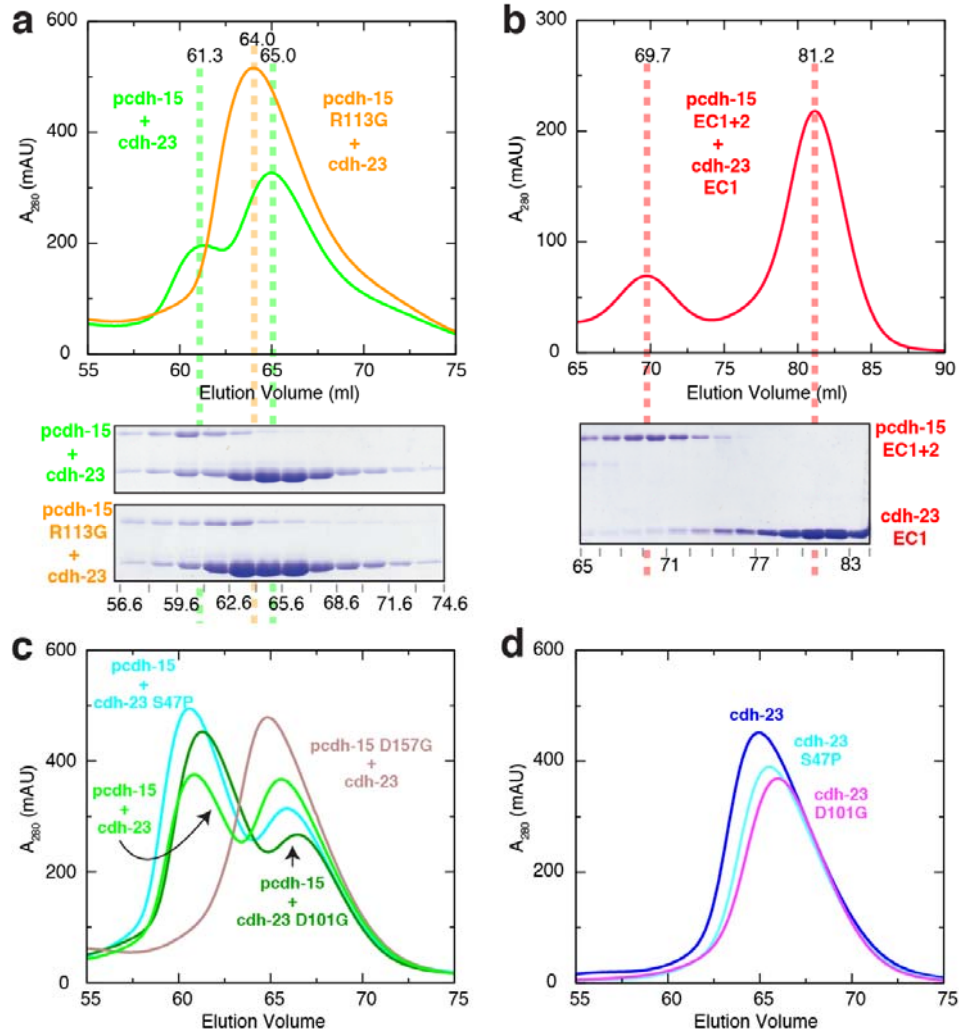 a
600
400
200
0
A280 (mAU)
61.3
64.0
65.0
pcdh-15
+
cdh-23
pcdh-15
R113G
+
cdh-23
55
60
65
70
75
Elution Volume (ml)
pcdh-15
+
cdh-23
pcdh-15
R113G
+
cdh-23
56.6
59.6
62.6
65.6
68.6
71.6
74.6
b
300
200
100
0
A280 (mAU)
69.7
81.2
pcdh-15
EC1+2
+
cdh-23
EC1
65
70
75
80
85
90
Elution Volume (ml)
pcdh-15
EC1+2
cdh-23
EC1
65
71
77
83
c
600
400
200
0
A280 (mAU)
pcdh-15
+
cdh-23 S47P
pcdh-15 D157G
+
cdh-23
pcdh-15
+
cdh-23
pcdh-15
+
cdh-23 D101G
55
60
65
70
75
Elution Volume
d
600
400
200
0
A280 (mAU)
cdh-23
cdh-23
S47P
cdh-23
D101G
55
60
65
70
75
Elution Volume